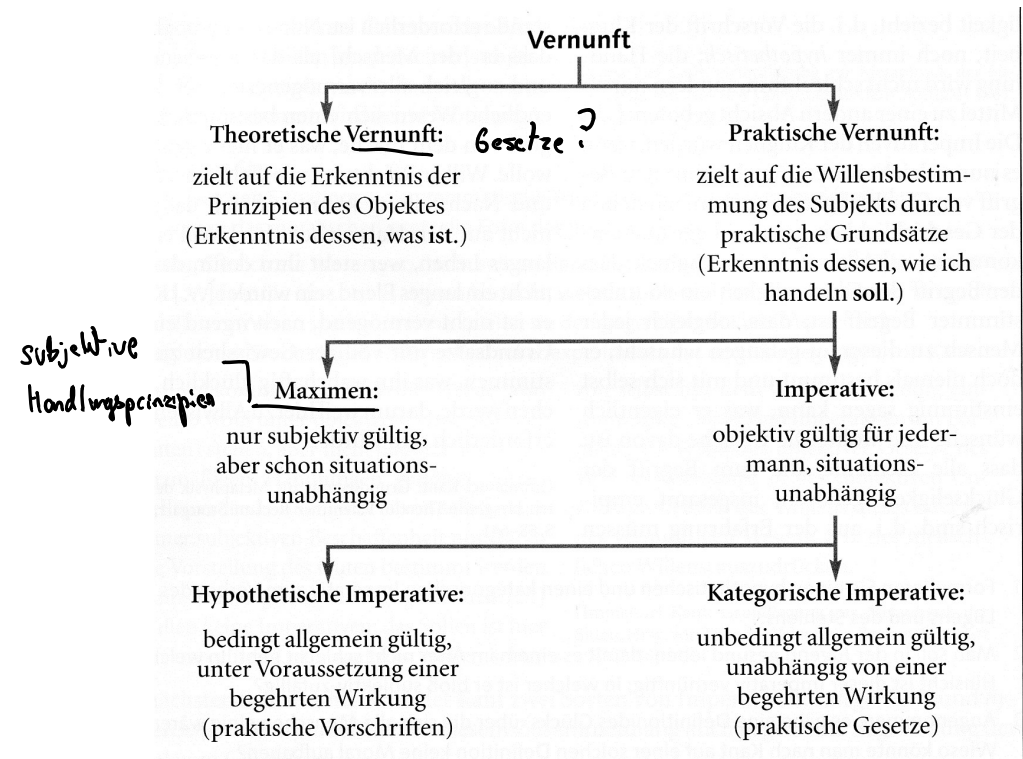 Vernunft
Theoretische Vernunft:
Gesetze?
zielt auf die Erkenntnis der
Prinzipien des Objektes
(Erkenntnis dessen, was ist.)
Praktische Vernunft:
zielt auf die Willensbestim-
mung des Subjekts durch
praktische Grundsätze
(Erkenntnis dessen, wie ich
handeln soll.)
subjektive
Handlungsprinzipien
Maximen:
nur subjektiv gültig,
aber schon situations-
unabhängig
Imperative:
objektiv gültig für jeder-
mann, situations-
unabhängig
Hypothetische Imperative:
bedingt allgemein gültig,
unter Voraussetzung einer
begehrten Wirkung
(praktische Vorschriften)
Kategorische Imperative:
unbedingt allgemein gültig,
unabhängig von einer
begehrten Wirkung
(praktische Gesetze)